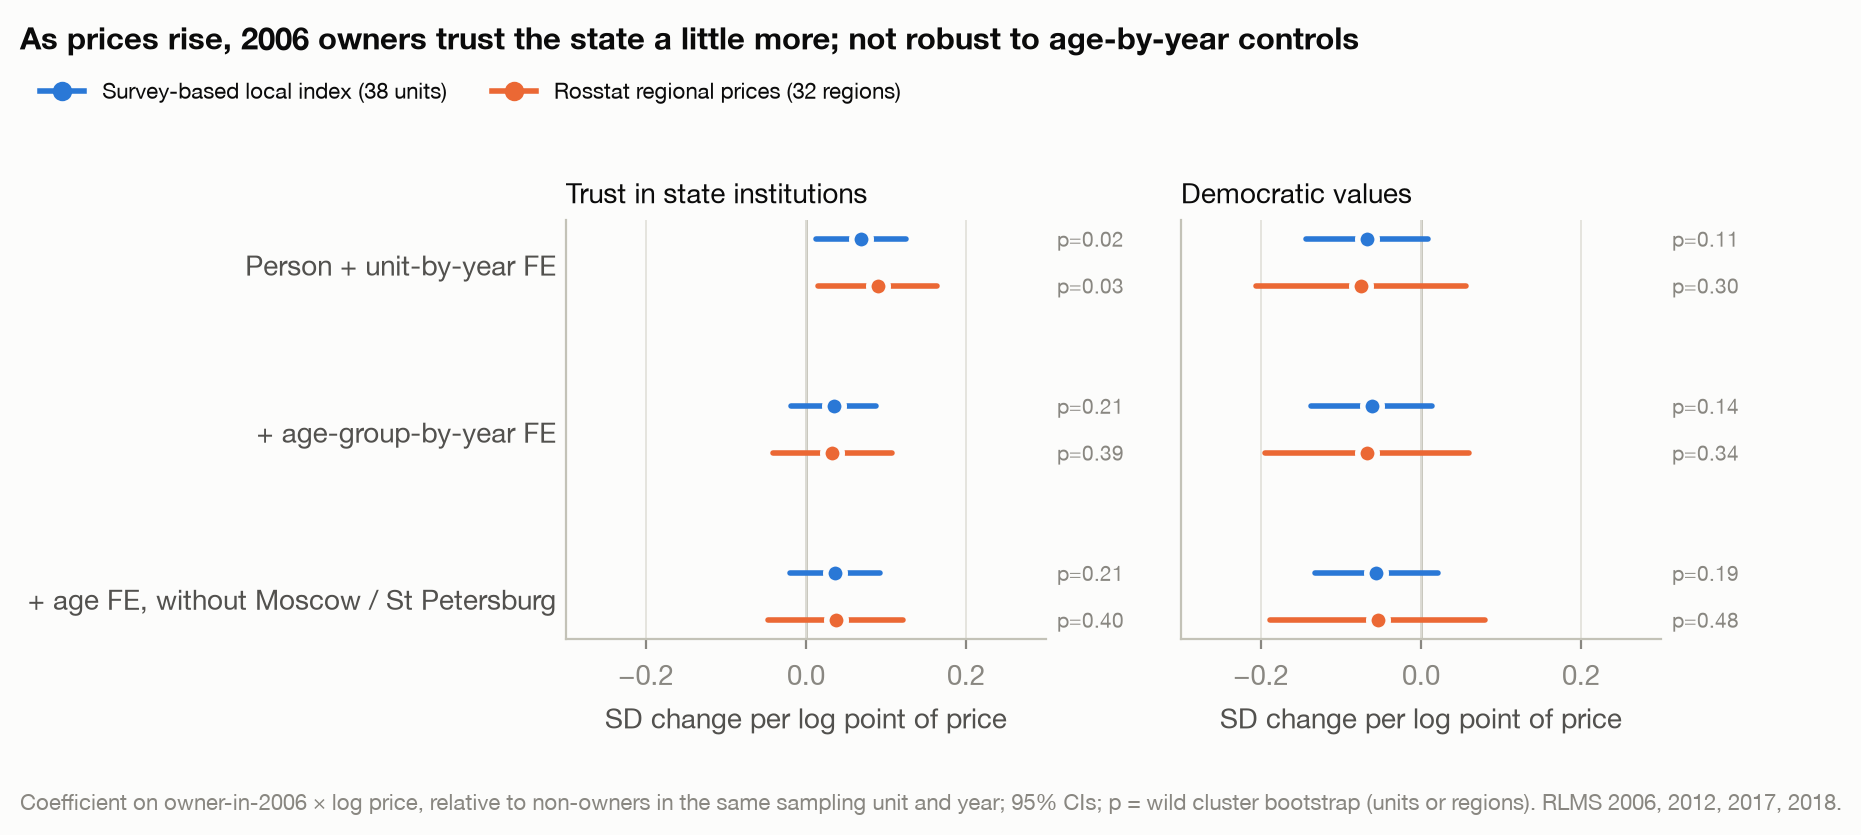 As prices rise, 2006 owners trust the state a little more; not robust to age-by-year controls
Survey-based local index (38 units)
Rosstat regional prices (32 regions)
Trust in state institutions
Democratic values
Person + unit-by-year FE
p=0.02
p=0.11
p=0.03
p=0.30
+ age-group-by-year FE
p=0.21
p=0.14
p=0.39
p=0.34
+ age FE, without Moscow / St Petersburg
p=0.21
p=0.19
p=0.40
p=0.48
−0.2 0.0 0.2
−0.2 0.0 0.2
SD change per log point of price
SD change per log point of price
Coefficient on owner-in-2006 × log price, relative to non-owners in the same sampling unit and year; 95% CIs; p = wild cluster bootstrap (units or regions). RLMS 2006, 2012, 2017, 2018.